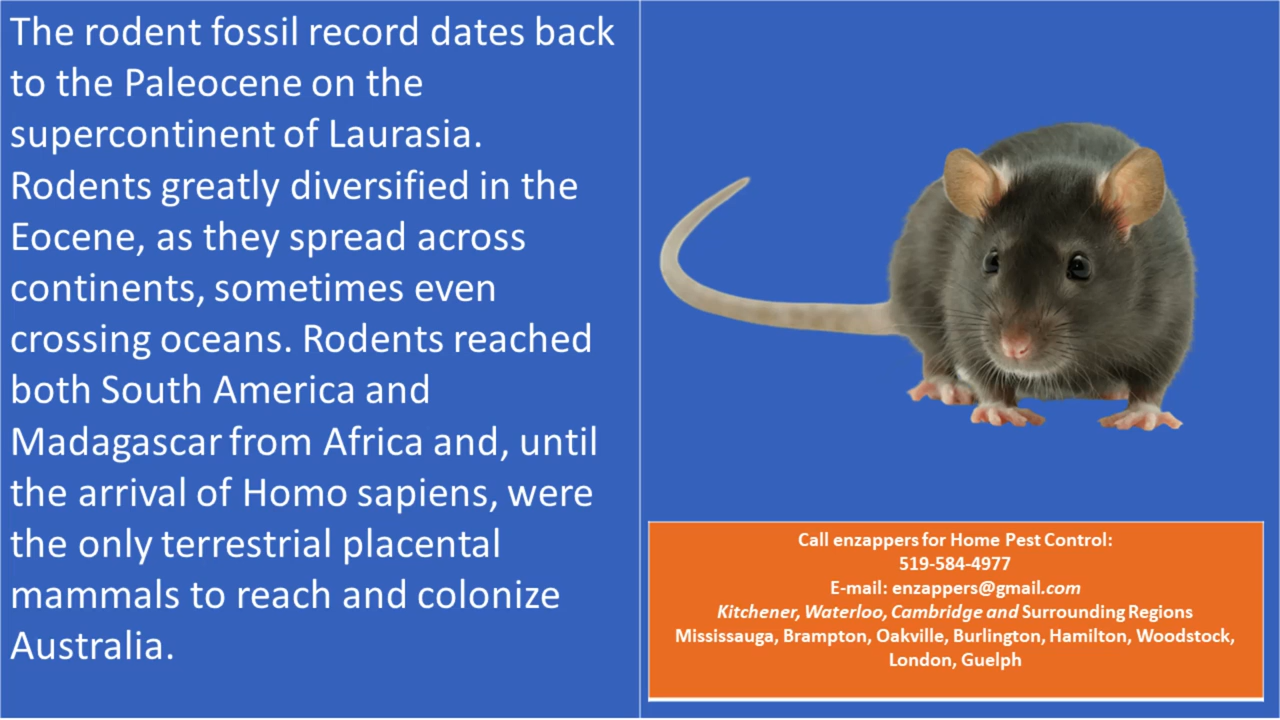 The rodent fossil record dates back
to the Paleocene on the
supercontinent of Laurasia.
Rodents greatly diversified in the
Eocene, as they spread across
continents, sometimes even
crossing oceans. Rodents reached
both South America and
Madagascar from Africa and, until
the arrival of Homo sapiens, were
the only terrestrial placental
mammals to reach and colonize
Australia.
Call enzappers for Home Pest Control:
519-584-4977
E-mail: enzappers@gmail.com
Kitchener, Waterloo, Cambridge and Surrounding Regions
Mississauga, Brampton, Oakville, Burlington, Hamilton, Woodstock,
London, Guelph